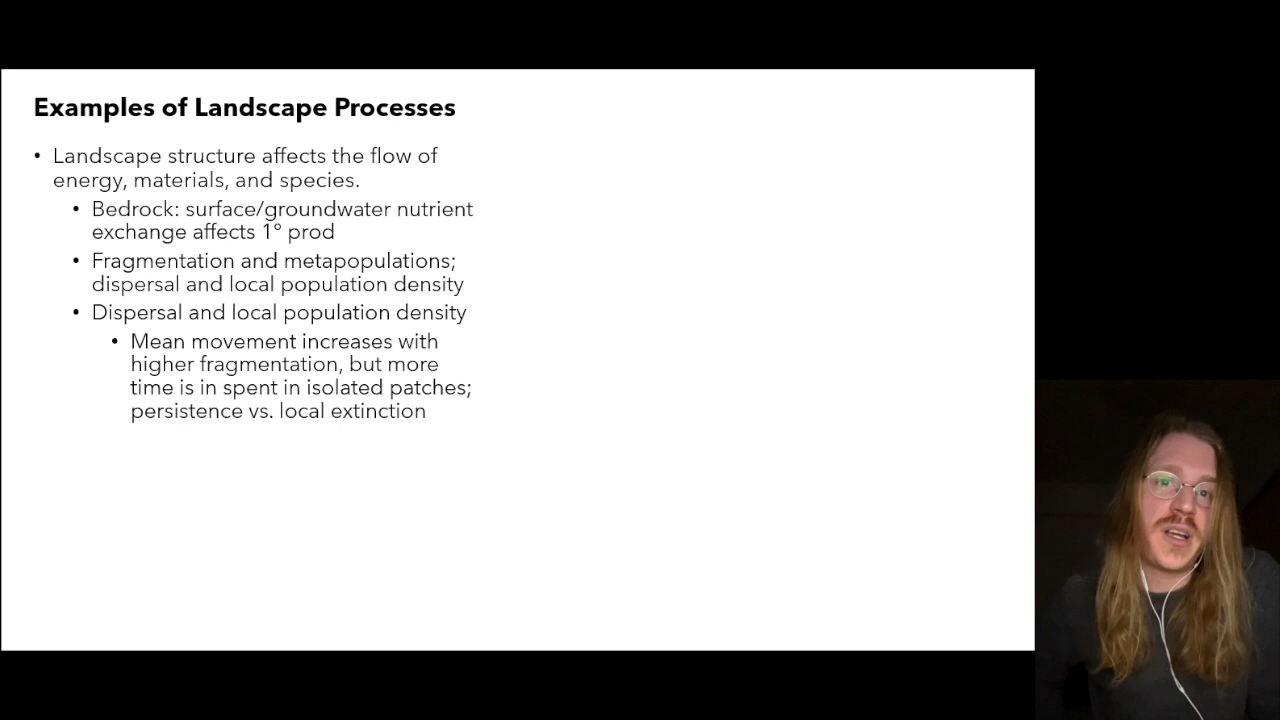 Examples of Landscape Processes
• Landscape structure affects the flow of
energy, materials, and species.
• Bedrock: surface/groundwater nutrient
exchange affects 1° prod
• Fragmentation and metapopulations;
dispersal and local population density
• Dispersal and local population density
• Mean movement increases with
higher fragmentation, but more
time is in spent in isolated patches;
persistence vs. local extinction